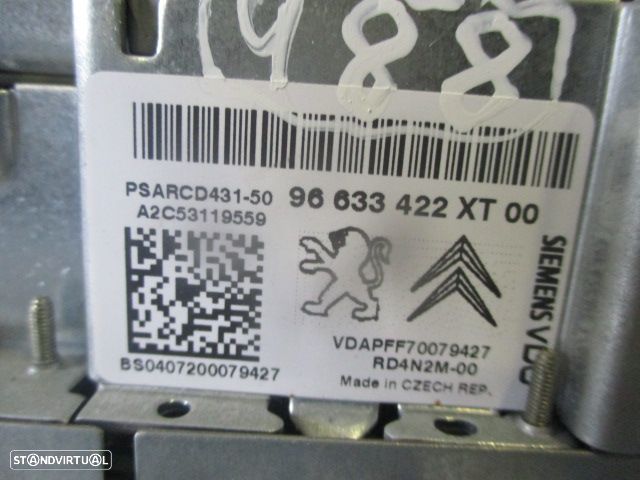 PSARCD431-50 96 633 422 XT 00
A2C53119559
SIEMENS VDO
VDAPFF70079427
RD4N2M-00
BS0407200079427
Made in CZECH REP.
STANDVIRTUAL